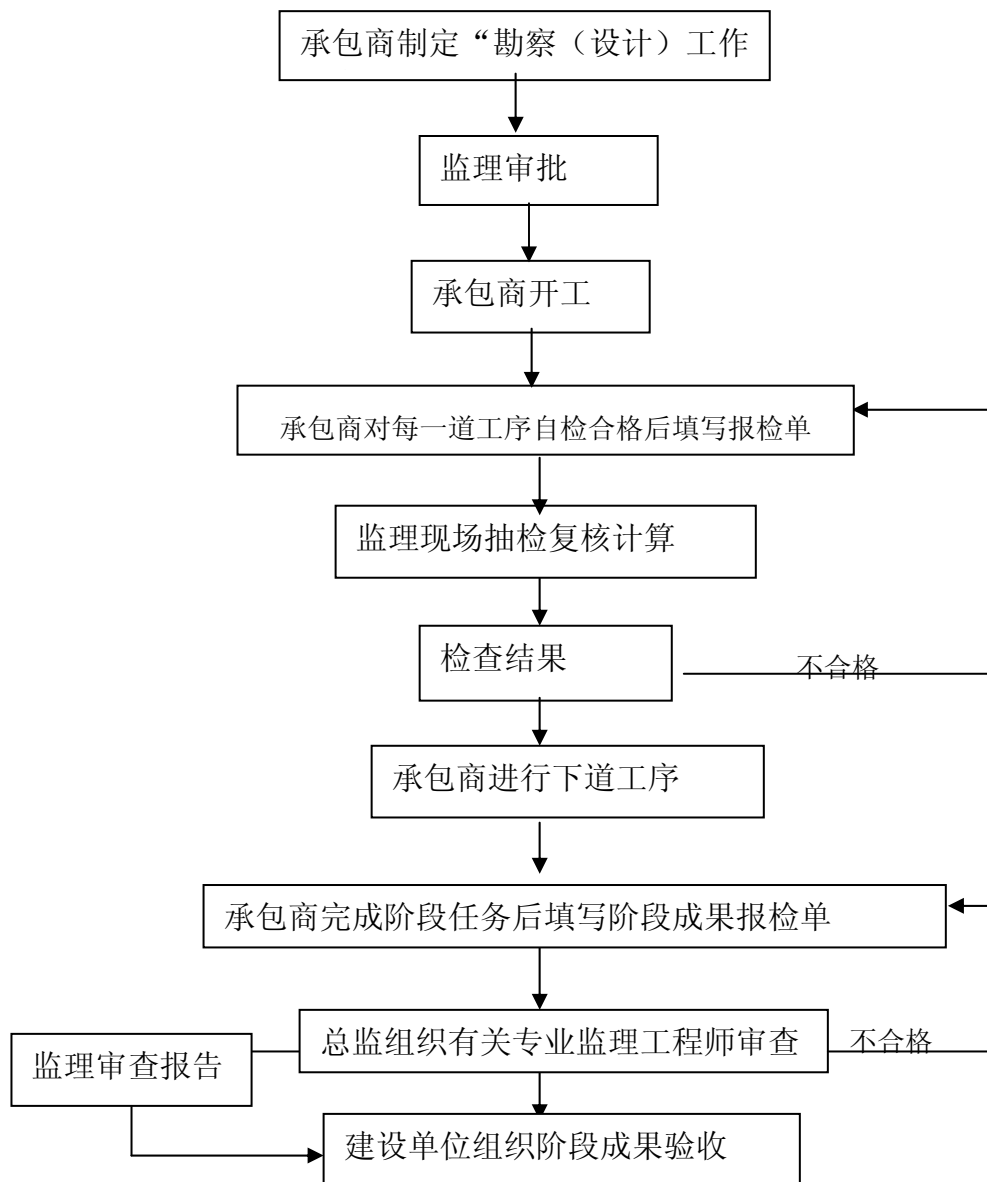 承包商制定“勘察（设计）工作
监理审批
承包商开工
承包商对每一道工序自检合格后填写报检单
监理现场抽检复核计算
检查结果
不合格
承包商进行下道工序
承包商完成阶段任务后填写阶段成果报检单
总监组织有关专业监理工程师审查
不合格
监理审查报告
建设单位组织阶段成果验收